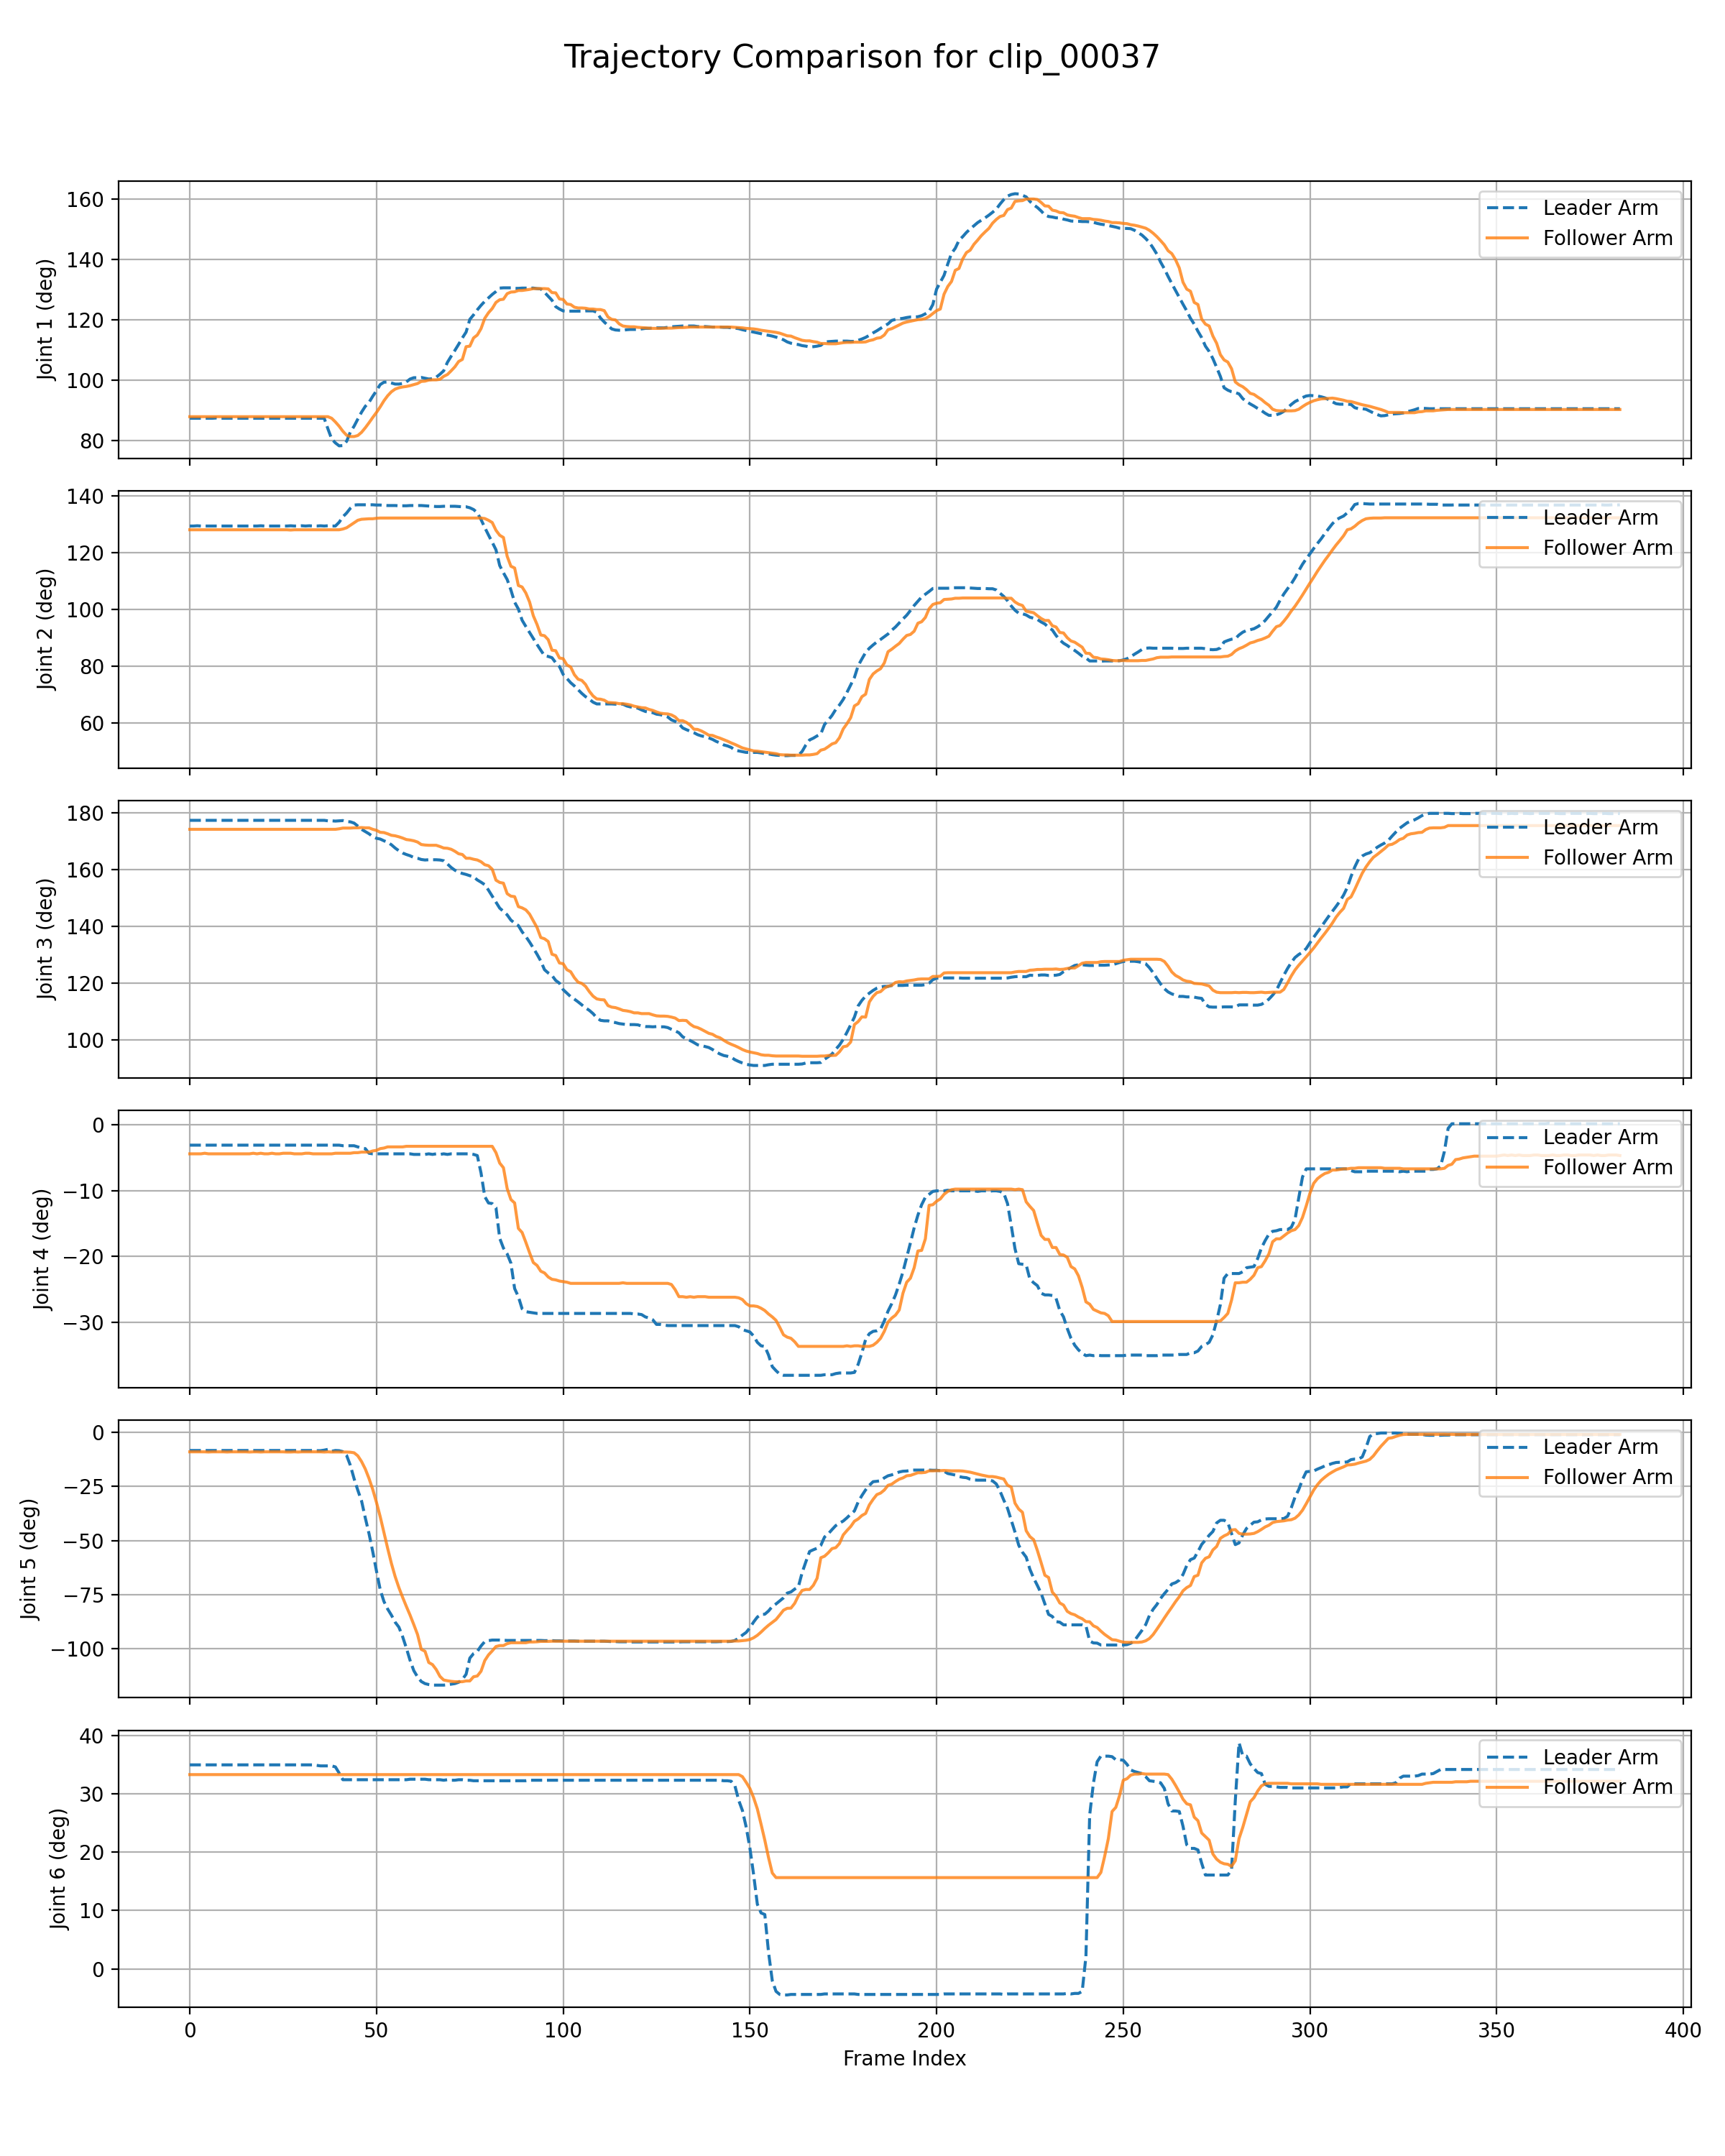 Trajectory Comparison for clip_00037
160
140
120
100
80
Joint 1 (deg)
Leader Arm
Follower Arm
140
120
100
80
60
Joint 2 (deg)
Leader Arm
Follower Arm
180
160
140
120
100
Joint 3 (deg)
Leader Arm
Follower Arm
0
−10
−20
−30
Joint 4 (deg)
Leader Arm
Follower Arm
0
−25
−50
−75
−100
Joint 5 (deg)
Leader Arm
Follower Arm
40
30
20
10
0
Joint 6 (deg)
Leader Arm
Follower Arm
0 50 100 150 200 250 300 350 400
Frame Index